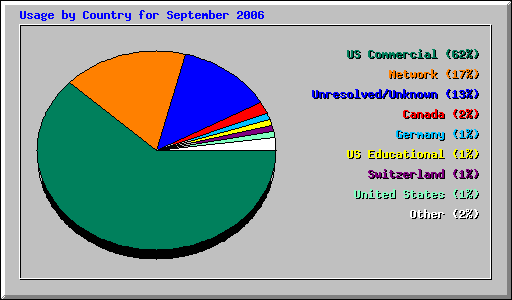 Usage by Country for September 2006
US Commercial (62%)
Network (17%)
Unresolved/Unknown (13%)
Canada (2%)
Germany (1%)
US Educational (1%)
Switzerland (1%)
United States (1%)
Other (2%)